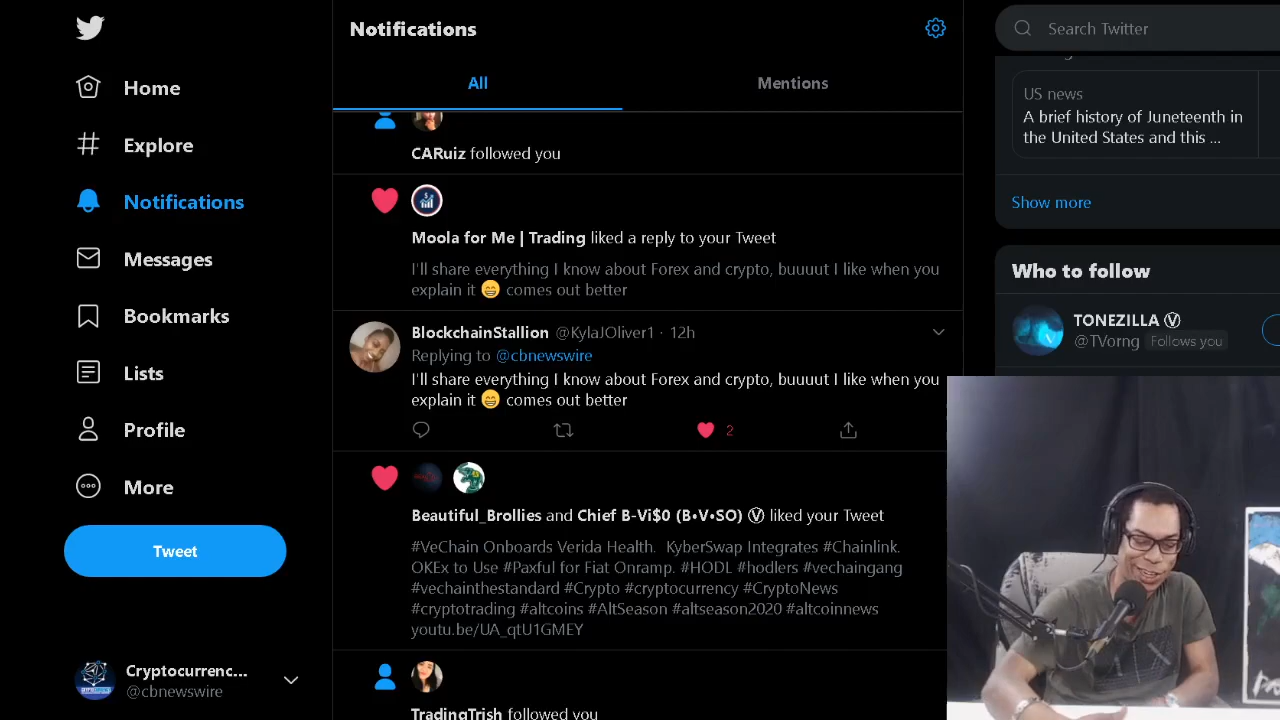 Notifications
Search Twitter
Home
Explore
Notifications
Messages
Bookmarks
Lists
Profile
More
Tweet
Cryptocurrenc...
@cbnewswire
All
Mentions
CARuiz followed you
Moola for Me | Trading liked a reply to your Tweet
I'll share everything I know about Forex and crypto, buuuut I like when you
explain it 😁 comes out better
BlockchainStallion @KylaJOliver1 · 12h
Replying to @cbnewswire
I'll share everything I know about Forex and crypto, buuuut I like when you
explain it 😁 comes out better
2
Beautiful_Brollies and Chief B-Vi$0 (B•V•SO) Ⓥ liked your Tweet
#VeChain Onboards Verida Health.  KyberSwap Integrates #Chainlink.
OKEx to Use #Paxful for Fiat Onramp. #HODL #hodlers #vechaingang
#vechainthestandard #Crypto #cryptocurrency #CryptoNews
#cryptotrading #altcoins #AltSeason #altseason2020 #altcoinnews
youtu.be/UA_qtU1GMEY
TradingTrish followed you
US news
A brief history of Juneteenth in
the United States and this ...
Show more
Who to follow
TONEZILLA Ⓥ
@TVorng Follows you